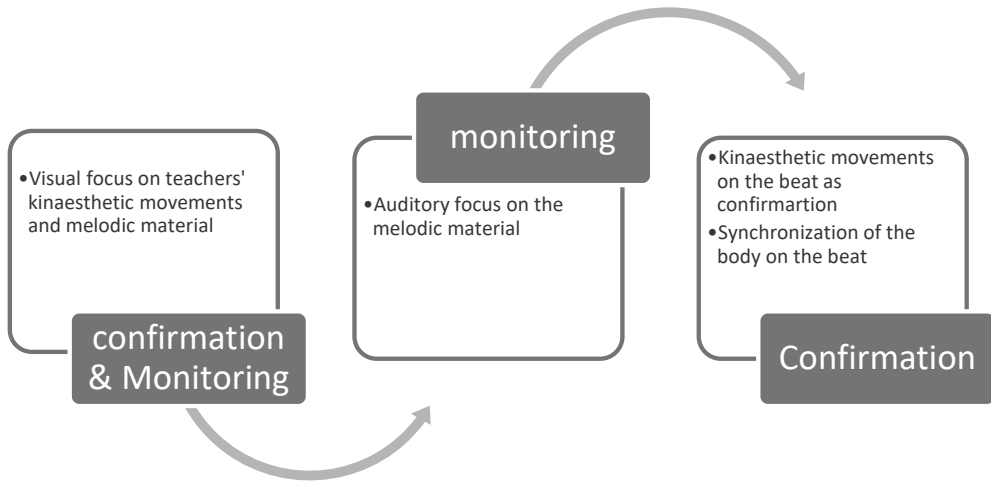 •Visual focus on teachers'
kinaesthetic movements
and melodic material
confirmation
& Monitoring
monitoring
•Auditory focus on the
melodic material
•Kinaesthetic movements
on the beat as
confirmartion
•Synchronization of the
body on the beat
Confirmation